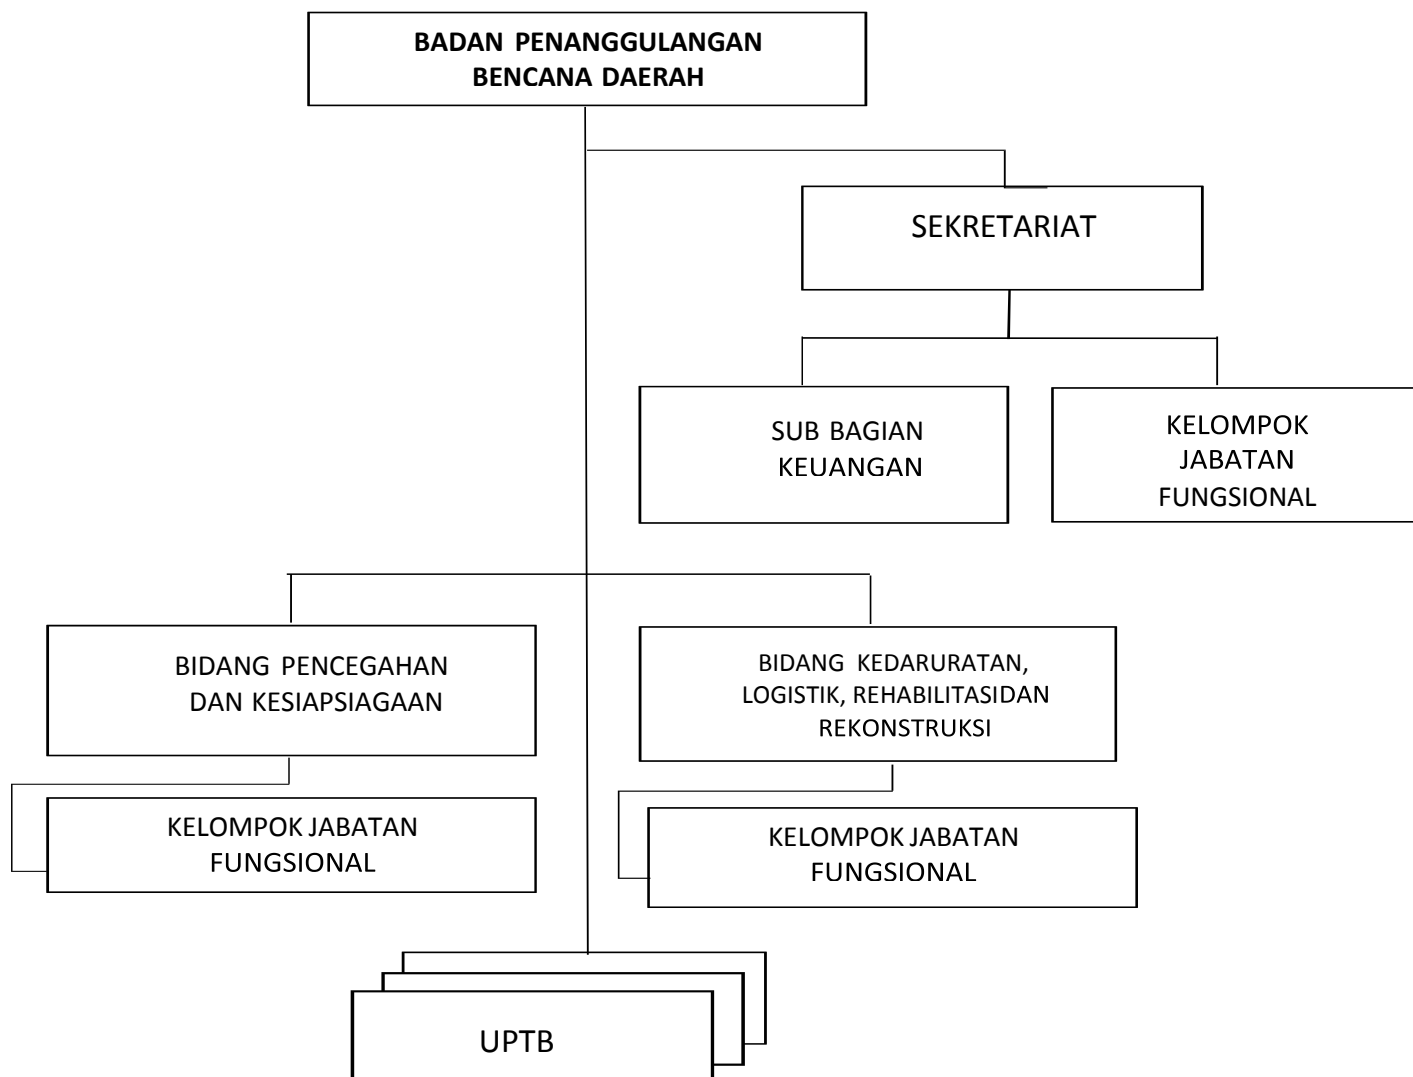 BADAN PENANGGULANGAN
BENCANA DAERAH
SEKRETARIAT
SUB BAGIAN
KEUANGAN
KELOMPOK
JABATAN
FUNGSIONAL
BIDANG PENCEGAHAN
DAN KESIAPSIAGAAN
BIDANG KEDARURATAN,
LOGISTIK, REHABILITASIDAN
REKONSTRUKSI
KELOMPOK JABATAN
FUNGSIONAL
KELOMPOK JABATAN
FUNGSIONAL
UPTB